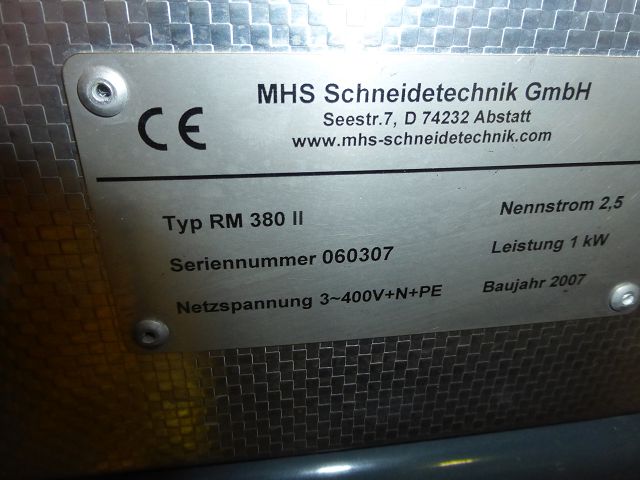 MHS Schneidetechnik GmbH
Seestr.7, D 74232 Abstatt
www.mhs-schneidetechnik.com
CE
Typ RM 380 II
Nennstrom 2,5
Seriennummer 060307
Leistung 1 kW
Netzspannung 3~400V+N+PE
Baujahr 2007